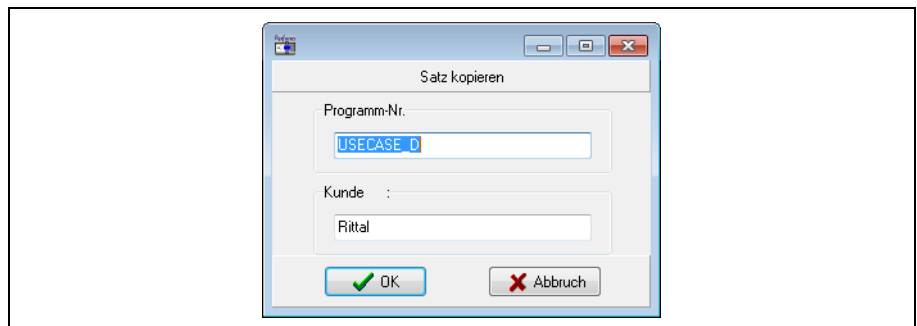 Satz kopieren
Programm-Nr.
USECASE_D
Kunde :
Rittal
OK
Abbruch